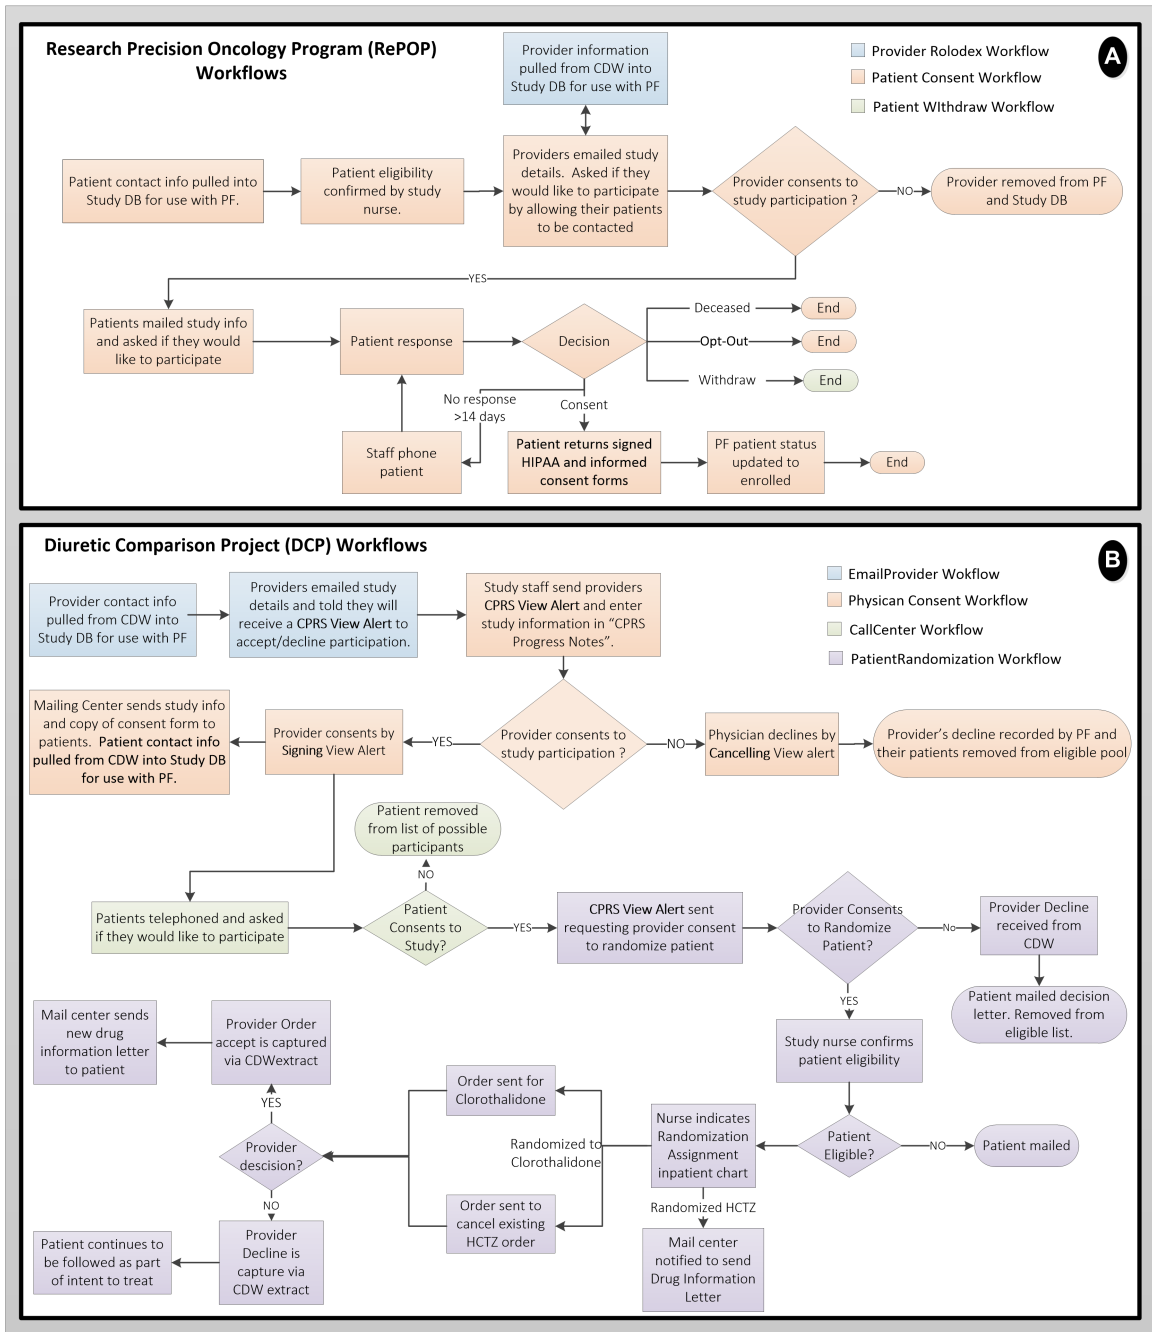 Research Precision Oncology Program (RePOP)
Workflows
Provider information
pulled from CDW into
Study DB for use with PF
Provider Rolodex Workflow
Patient Consent Workflow
Patient WIthdraw Workflow
A
Patient contact info pulled into
Study DB for use with PF.
Patient eligibility
confirmed by study
nurse.
Providers emailed study
details. Asked if they
would like to participate
by allowing their patients
to be contacted
Provider consents to
study participation ?
NO
Provider removed from PF
and Study DB
YES
Patients mailed study info
and asked if they would
like to participate
Patient response
Decision
Deceased
End
Opt-Out
End
Withdraw
End
No response
>14 days
Consent
Staff phone
patient
Patient returns signed
HIPAA and informed
consent forms
PF patient status
updated to
enrolled
End
Diuretic Comparison Project (DCP) Workflows
B
EmailProvider Wokflow
Physican Consent Workflow
CallCenter Workflow
PatientRandomization Workflow
Provider contact info
pulled from CDW into
Study DB for use with PF
Providers emailed study
details and told they will
receive a CPRS View Alert to
accept/decline participation.
Study staff send providers
CPRS View Alert and enter
study information in “CPRS
Progress Notes”.
Mailing Center sends study info
and copy of consent form to
patients. Patient contact info
pulled from CDW into Study DB
for use with PF.
Provider consents by
Signing View Alert
YES
Provider consents to
study participation ?
NO
Physician declines by
Cancelling View alert
Provider’s decline recorded by PF and
their patients removed from eligible pool
Patient removed
from list of possible
participants
NO
Patients telephoned and asked
if they would like to participate
Patient
Consents to
Study?
YES
CPRS View Alert sent
requesting provider consent
to randomize patient
Provider Consents
to Randomize
Patient?
No
Provider Decline
received from
CDW
Patient mailed decision
letter. Removed from
eligible list.
YES
Study nurse confirms
patient eligibility
Mail center sends
new drug
information letter
to patient
Provider Order
accept is captured
via CDWextract
YES
Order sent for
Clorothalidone
Provider
descision?
Randomized to
Clorothalidone
Nurse indicates
Randomization
Assignment
inpatient chart
Patient
Eligible?
NO
Patient mailed
NO
Order sent to
cancel existing
HCTZ order
Randomized HCTZ
Patient continues to
be followed as part
of intent to treat
Provider
Decline is
capture via
CDW extract
Mail center
notified to send
Drug Information
Letter